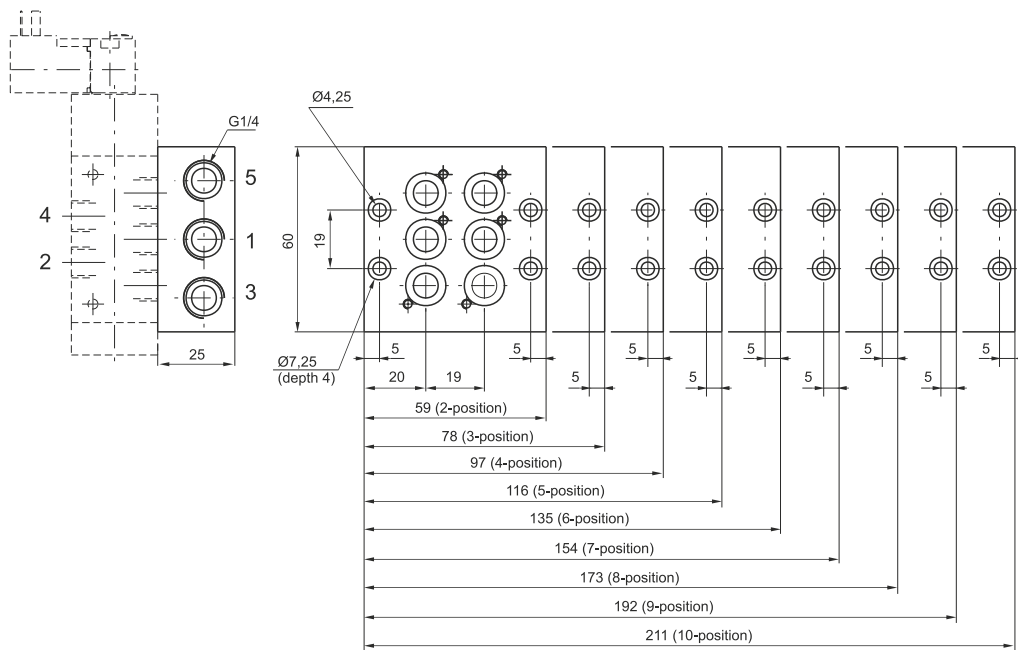 G1/4
5
4
1
2
3
25
Ø4,25
60
19
Ø7,25
(depth 4)
5
5
5
5
5
5
5
5
5
5
20
19
59 (2-position)
78 (3-position)
97 (4-position)
116 (5-position)
135 (6-position)
154 (7-position)
173 (8-position)
192 (9-position)
211 (10-position)